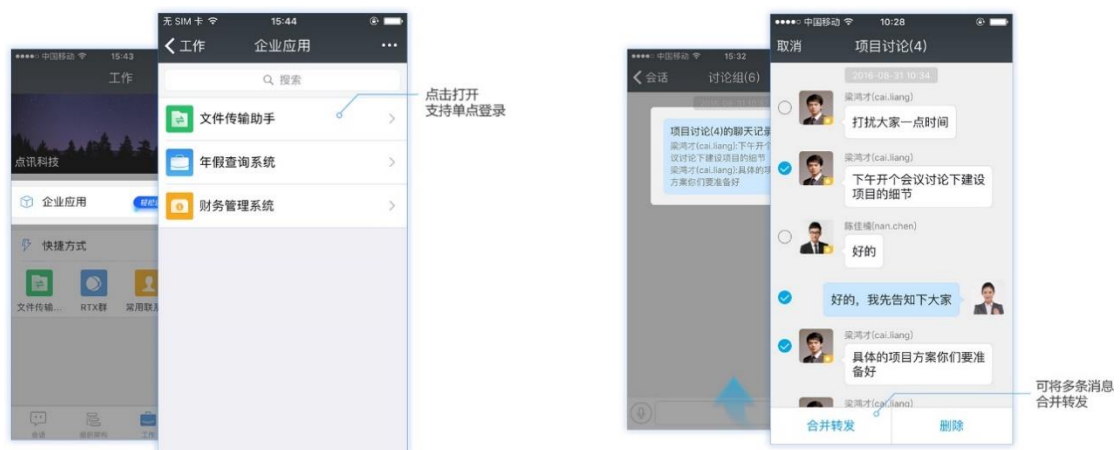 中国移动 15:43
工作
点讯科技
企业应用
快捷方式
文件传输...
RTX群
常用联系
会话
组织架构
工作
无 SIM 卡 15:44
工作 企业应用
搜索
文件传输助手
年假查询系统
财务管理系统
点击打开
支持单点登录
中国移动 15:32
会话 讨论组(6)
项目讨论(4)的聊天记录
梁鸿才(cai.liang):下午开个
议讨论下建设项目的细节
梁鸿才(cai.liang):具体的项
方案你们要准备好
中国移动 10:28
取消 项目讨论(4)
2016-08-31 10:34
梁鸿才(cai.liang)
打扰大家一点时间
梁鸿才(cai.liang)
下午开个会议讨论下建设
项目的细节
陈佳楠(nan.chen)
好的
好的，我先告知下大家
梁鸿才(cai.liang)
具体的项目方案你们要准
备好
梁鸿才(cai.liang)
合并转发 删除
可将多条消息
合并转发